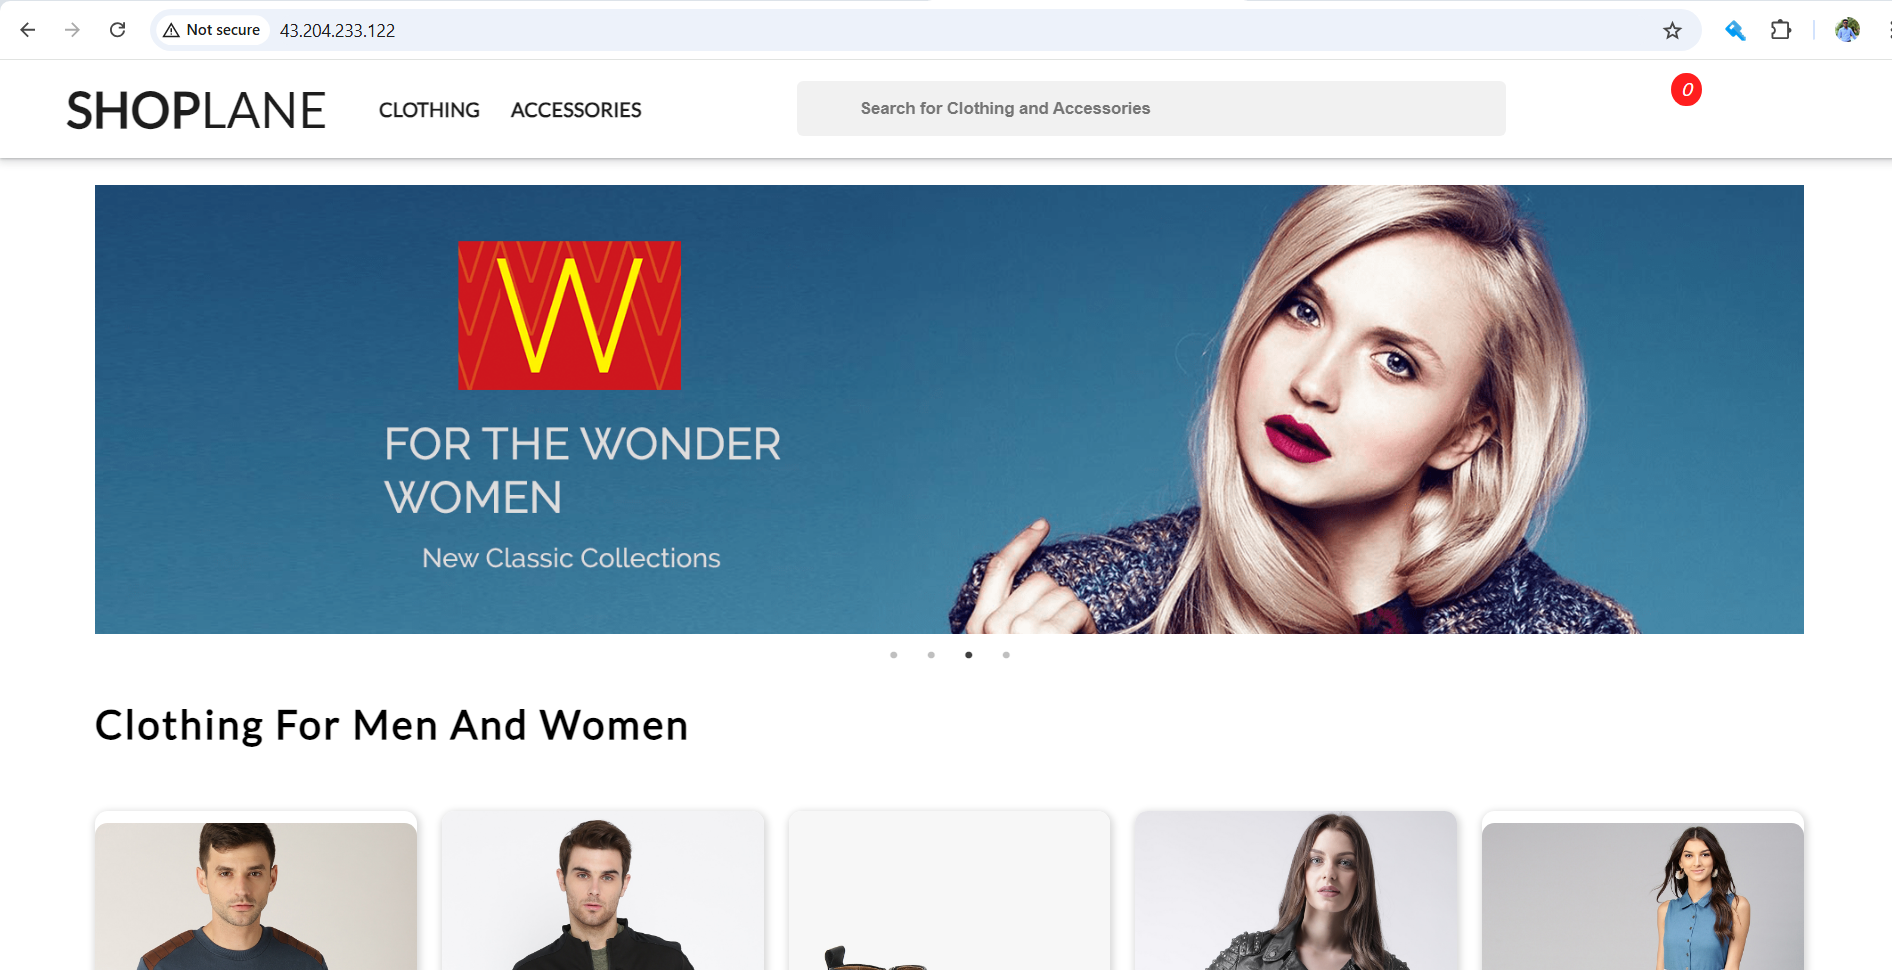 Not secure 43.204.233.122
SHOPLANE CLOTHING ACCESSORIES Search for Clothing and Accessories 0
W
FOR THE WONDER
WOMEN
New Classic Collections
Clothing For Men And Women